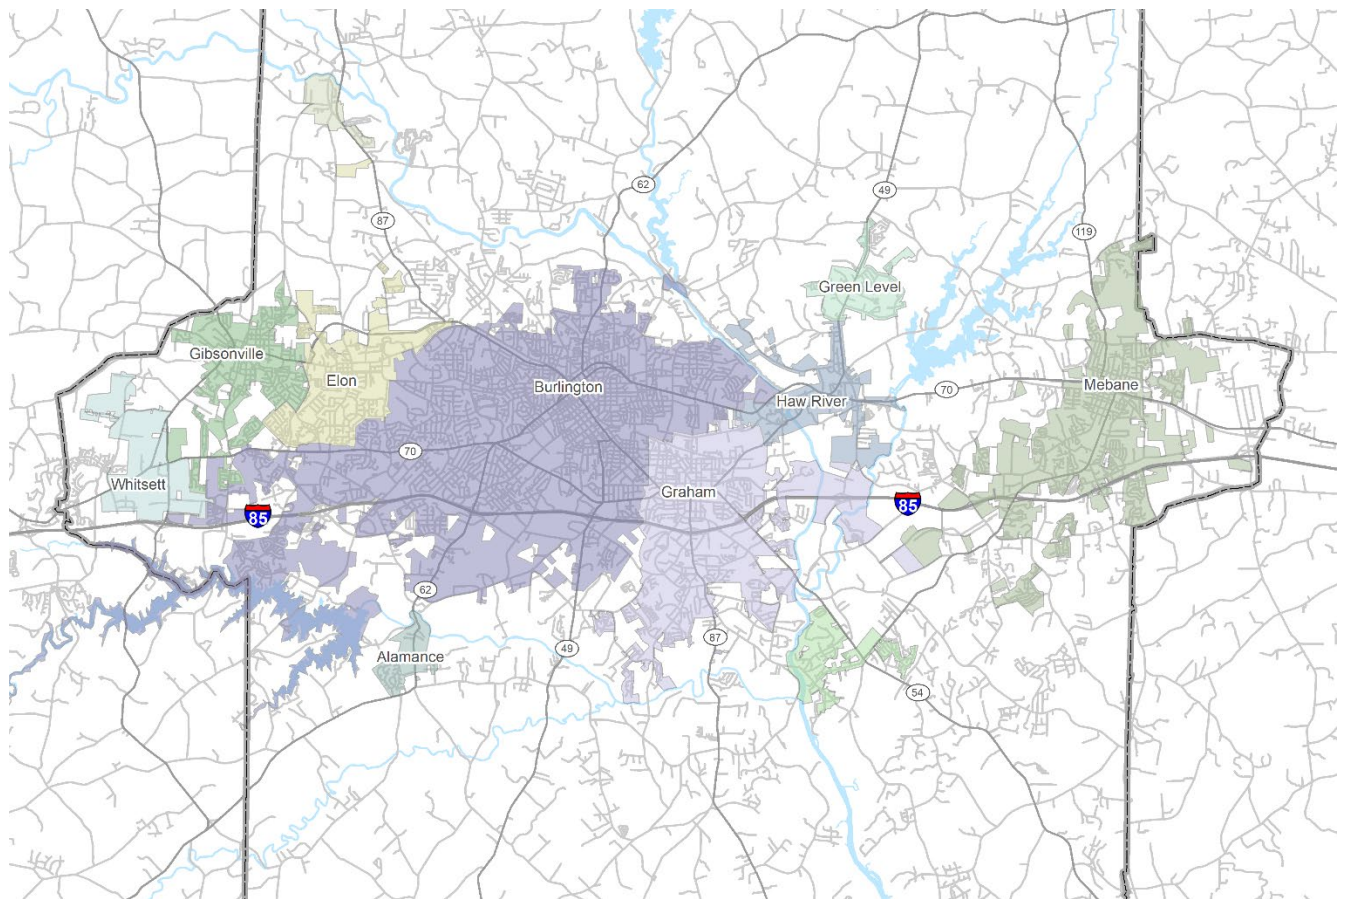 62
49
87
119
Green Level
Gibsonville
Elon
Burlington
Mebane
70
Haw River
70
Whitsett
Graham
85
85
62
87
49
Alamance
54